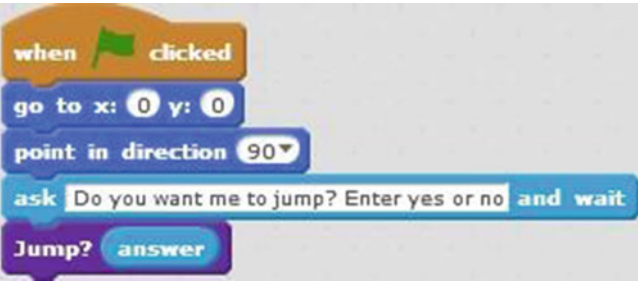 when clicked
go to x: 0 y: 0
point in direction 90
ask Do you want me to jump? Enter yes or no and wait
Jump? answer